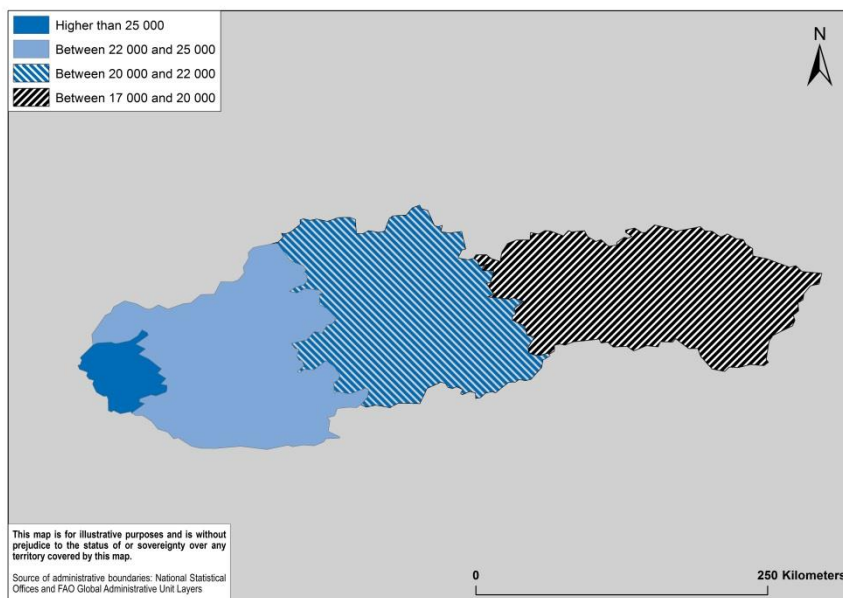 Higher than 25 000
Between 22 000 and 25 000
Between 20 000 and 22 000
Between 17 000 and 20 000
N
This map is for illustrative purposes and is without
prejudice to the status of or sovereignty over any
territory covered by this map.
Source of administrative boundaries: National Statistical
Offices and FAO Global Administrative Unit Layers
0
250 Kilometers